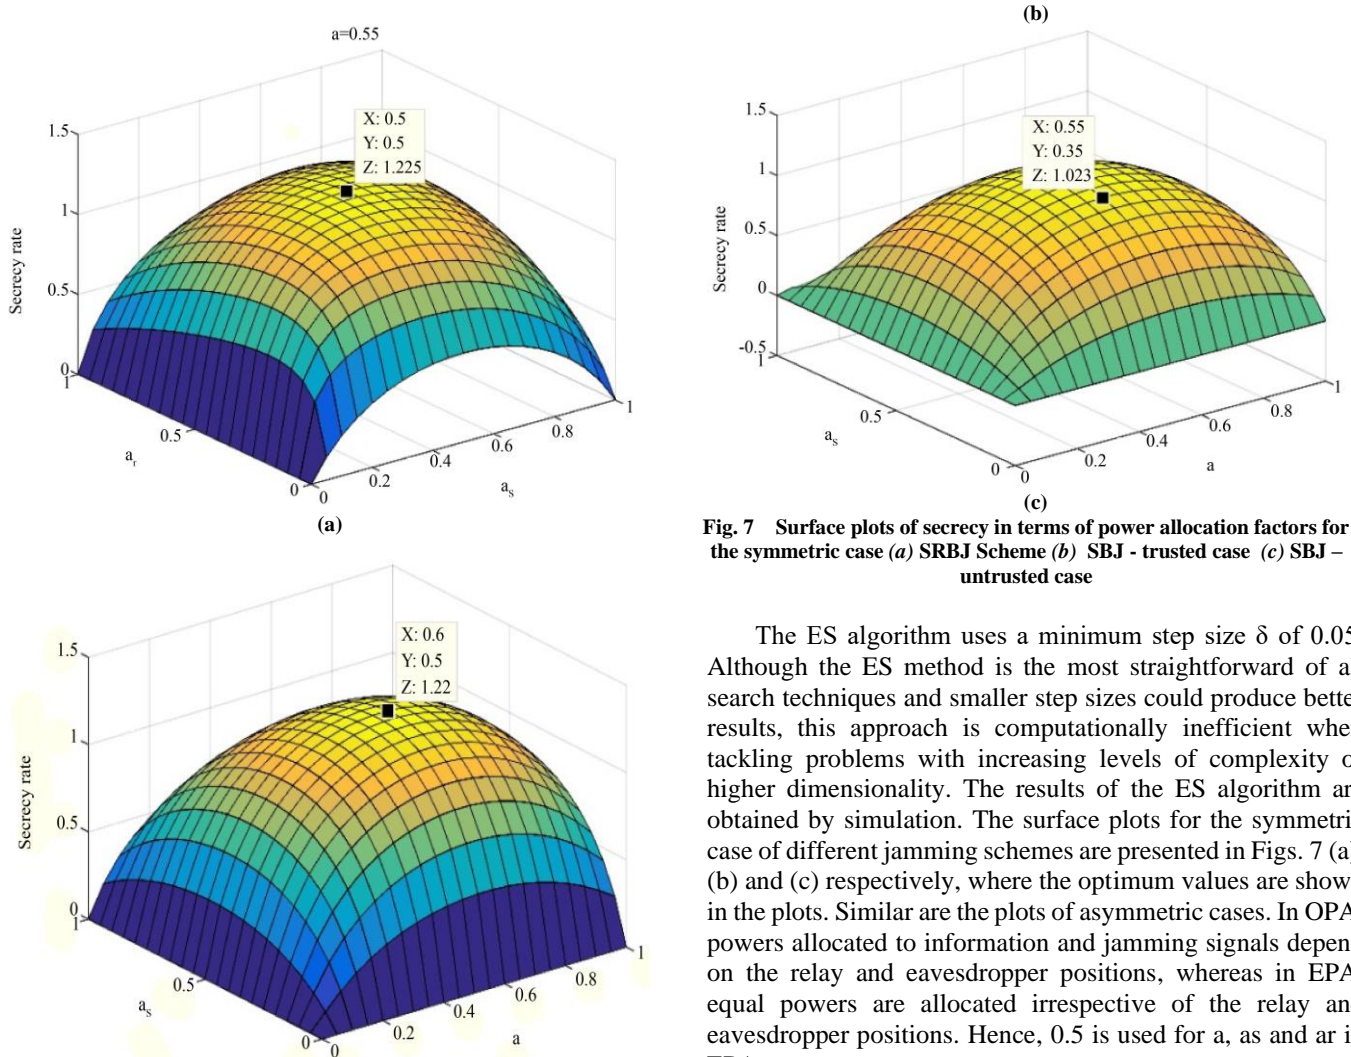 a=0.55
X: 0.5
Y: 0.5
Z: 1.225
1.5
1
0.5
0
Secrecy rate
1
0.5
0
a_r
0
0.2
0.4
0.6
0.8
1
a_s
(a)
X: 0.6
Y: 0.5
Z: 1.22
1.5
1
0.5
0
Secrecy rate
1
0.5
0
a_s
0
0.2
0.4
0.6
0.8
1
a
(b)
X: 0.55
Y: 0.35
Z: 1.023
1.5
1
0.5
0
-0.5
Secrecy rate
1
0.5
0
a_s
0
0.2
0.4
0.6
0.8
1
a
(c)
Fig. 7 Surface plots of secrecy in terms of power allocation factors for
the symmetric case (a) SRBJ Scheme (b) SBJ - trusted case (c) SBJ –
untrusted case
The ES algorithm uses a minimum step size δ of 0.05
Although the ES method is the most straightforward of a
search techniques and smaller step sizes could produce bette
results, this approach is computationally inefficient whe
tackling problems with increasing levels of complexity o
higher dimensionality. The results of the ES algorithm ar
obtained by simulation. The surface plots for the symmetri
case of different jamming schemes are presented in Figs. 7 (a)
(b) and (c) respectively, where the optimum values are show
in the plots. Similar are the plots of asymmetric cases. In OPA
powers allocated to information and jamming signals depen
on the relay and eavesdropper positions, whereas in EPA
equal powers are allocated irrespective of the relay an
eavesdropper positions. Hence, 0.5 is used for a, as and ar i